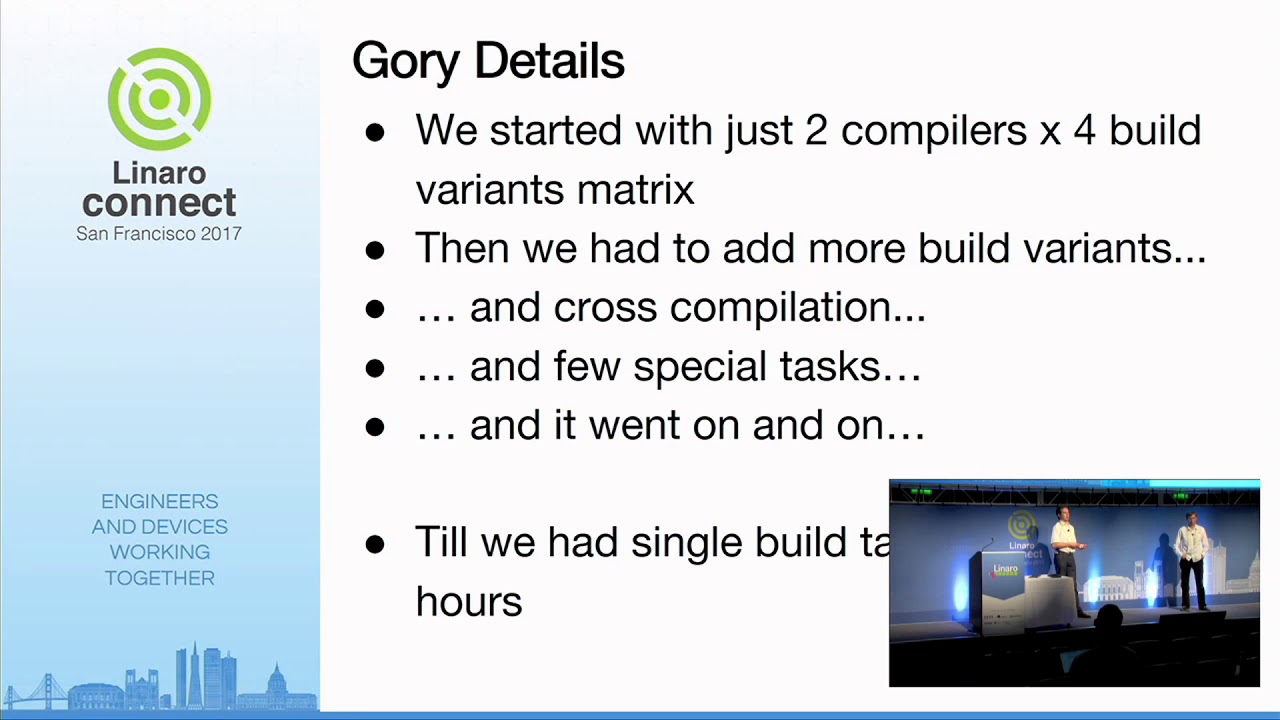 Linaro
connect
San Francisco 2017
ENGINEERS
AND DEVICES
WORKING
TOGETHER
Gory Details
● We started with just 2 compilers x 4 build
variants matrix
● Then we had to add more build variants...
● … and cross compilation...
● … and few special tasks…
● … and it went on and on…
● Till we had single build
hours
Linaro
connect
Linaro